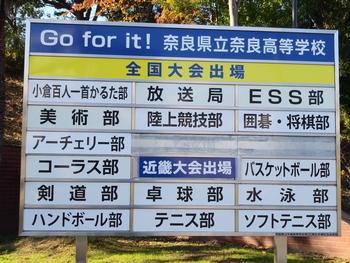 Go for it! 奈良県立奈良高等学校
全国大会出場
小倉百人一首かるた部 放送局 ESS部
美術部 陸上競技部 囲碁・将棋部
アーチェリー部
コーラス部 近畿大会出場 バスケットボール部
剣道部 卓球部 水泳部
ハンドボール部 テニス部 ソフトテニス部